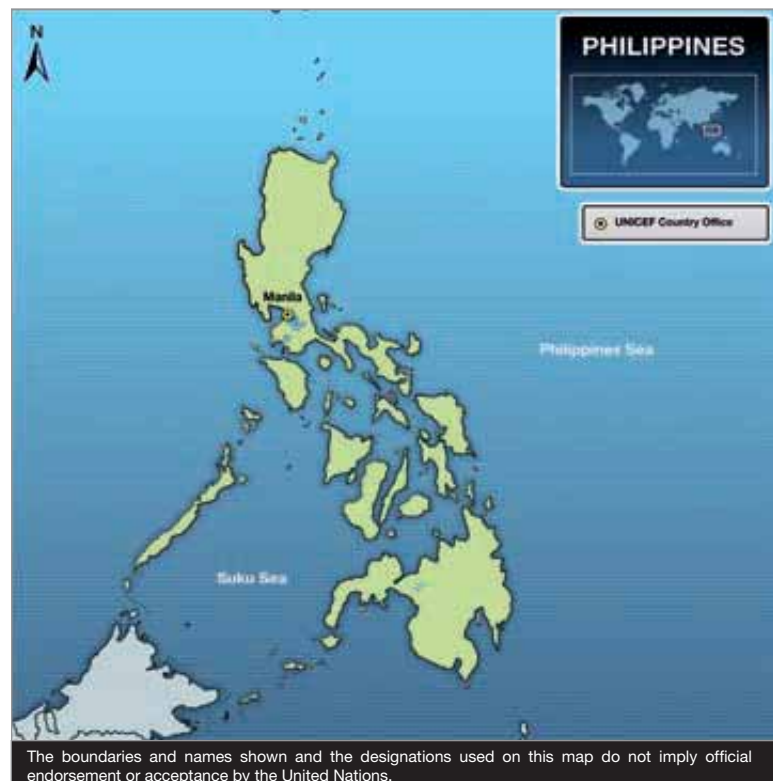 N
PHILIPPINES
UNICEF Country Office
Manila
Philippines Sea
Suku Sea
The boundaries and names shown and the designations used on this map do not imply official
endorsement or acceptance by the United Nations.